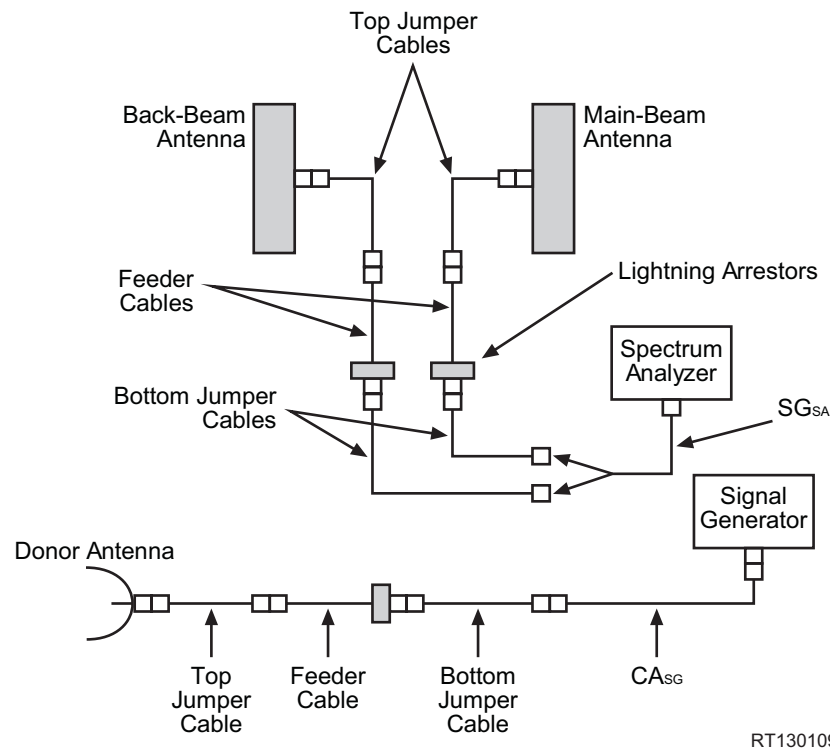 Top Jumper
Cables
Back-Beam
Antenna
Main-Beam
Antenna
Feeder
Cables
Lightning Arrestors
Spectrum
Analyzer
Bottom Jumper
Cables
SGSA
Signal
Generator
Donor Antenna
Top
Jumper
Cable
Feeder
Cable
Bottom
Jumper
Cable
CASG
RT130109